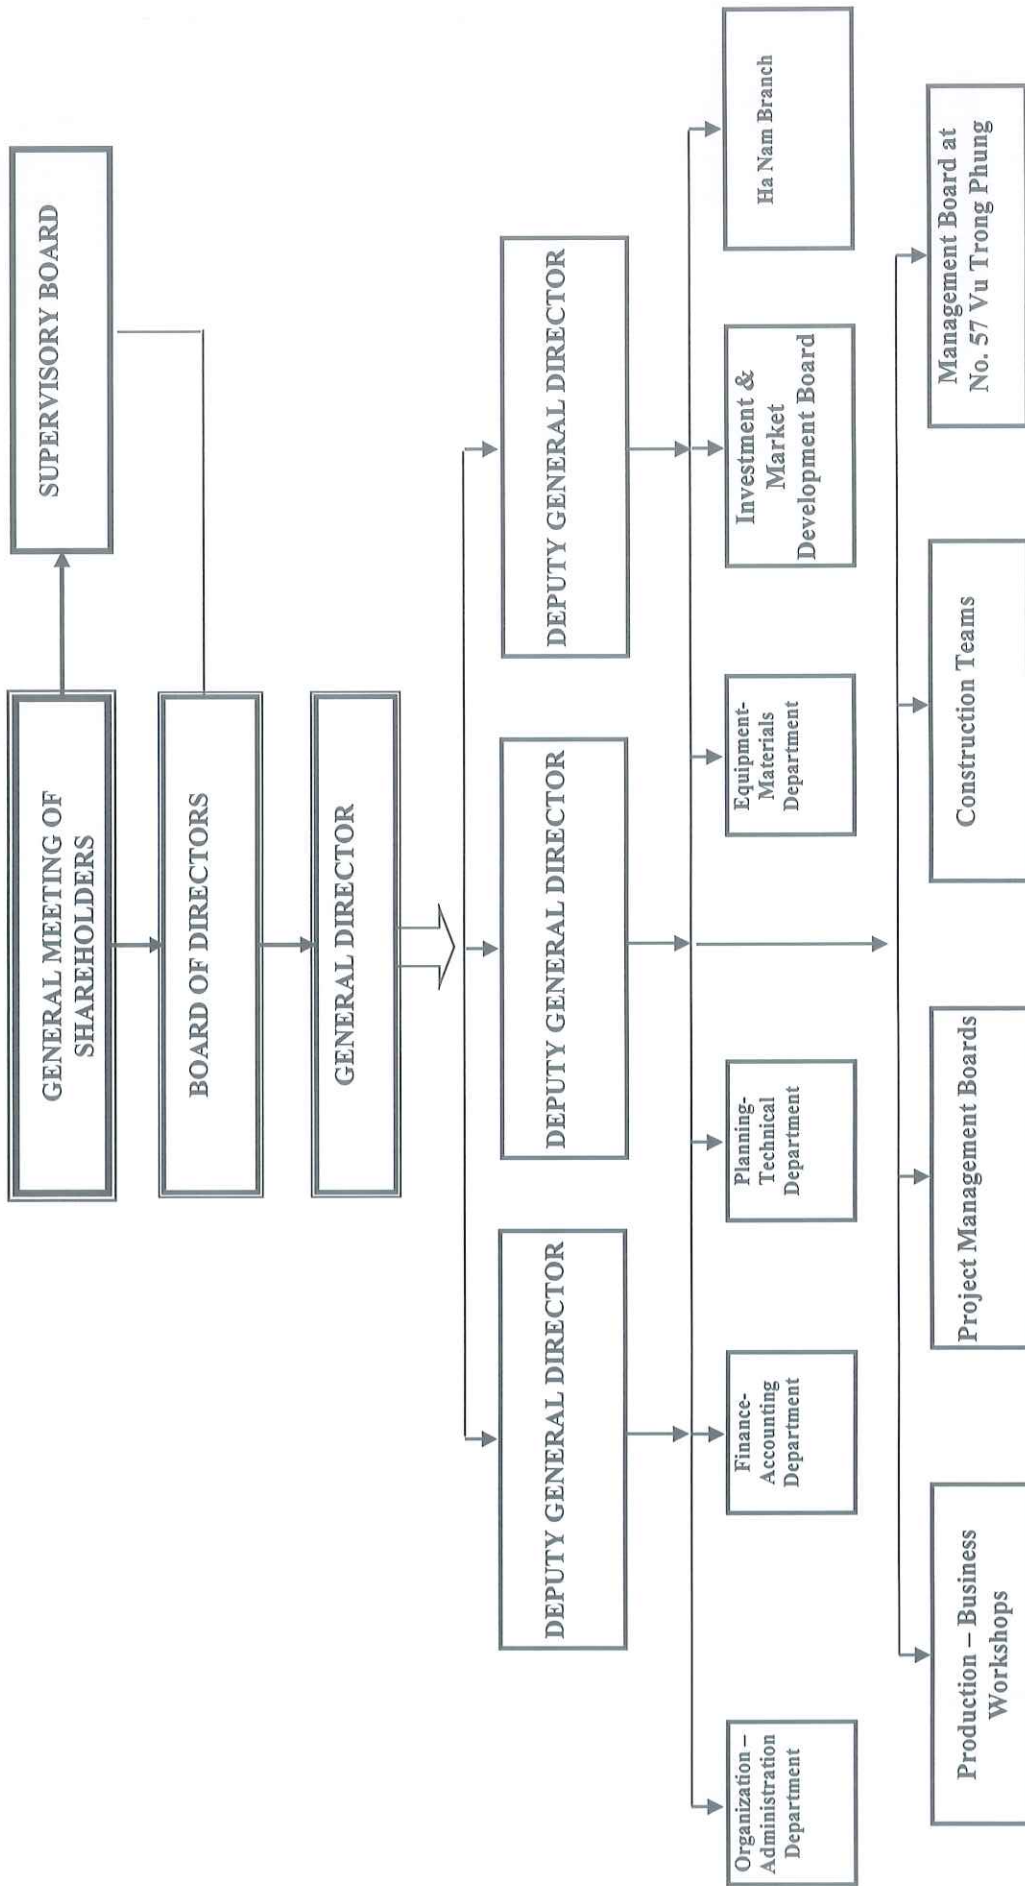 GENERAL MEETING OF
SHAREHOLDERS
SUPERVISORY BOARD
BOARD OF DIRECTORS
GENERAL DIRECTOR
DEPUTY GENERAL DIRECTOR
DEPUTY GENERAL DIRECTOR
DEPUTY GENERAL DIRECTOR
Organization –
Administration
Department
Finance-
Accounting
Department
Planning-
Technical
Department
Equipment-
Materials
Department
Investment &
Market
Development Board
Ha Nam Branch
Production – Business
Workshops
Project Management Boards
Construction Teams
Management Board at
No. 57 Vu Trong Phung